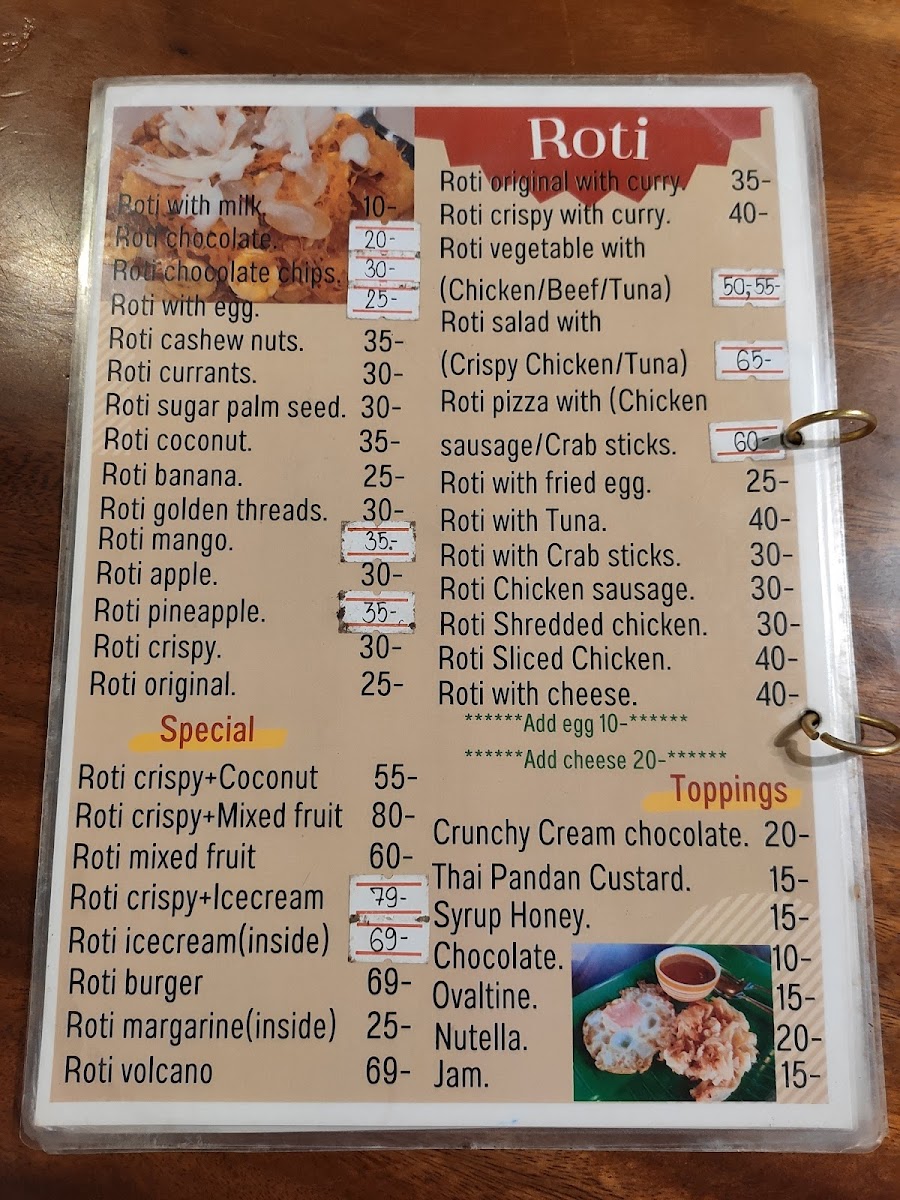 Roti
Roti with milk. 10-
Roti chocolate. 20-
Roti chocolate chips. 30-
Roti with egg. 25-
Roti cashew nuts. 35-
Roti currants. 30-
Roti sugar palm seed. 30-
Roti coconut. 35-
Roti banana. 25-
Roti golden threads. 30-
Roti mango. 35.-
Roti apple. 30-
Roti pineapple. 35-
Roti crispy. 30-
Roti original. 25-
Special
Roti crispy+Coconut 55-
Roti crispy+Mixed fruit 80-
Roti mixed fruit 60-
Roti crispy+Icecream 79-
Roti icecream(inside) 69-
Roti burger 69-
Roti margarine(inside) 25-
Roti volcano 69-
Roti original with curry. 35-
Roti crispy with curry. 40-
Roti vegetable with
(Chicken/Beef/Tuna) 50,-55-
Roti salad with
(Crispy Chicken/Tuna) 65-
Roti pizza with (Chicken
sausage/Crab sticks. 60-
Roti with fried egg. 25-
Roti with Tuna. 40-
Roti with Crab sticks. 30-
Roti Chicken sausage. 30-
Roti Shredded chicken. 30-
Roti Sliced Chicken. 40-
Roti with cheese. 40-
******Add egg 10-******
******Add cheese 20-******
Toppings
Crunchy Cream chocolate. 20-
Thai Pandan Custard. 15-
Syrup Honey. 15-
Chocolate. 10-
Ovaltine. 15-
Nutella. 20-
Jam. 15-